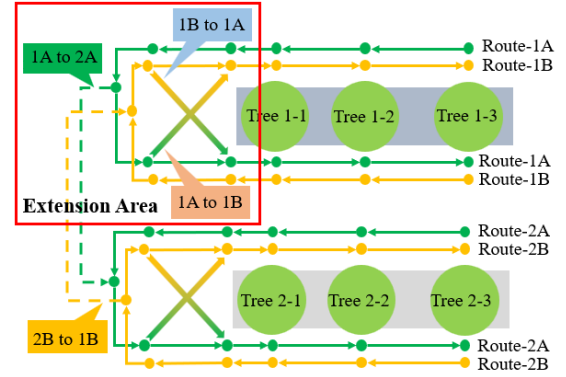 1B to 1A
Route-1A
1A to 2A
Route-1B
Tree 1-1
Tree 1-2
Tree 1-3
Route-1A
Route-1B
1A to 1B
Extension Area
Route-2A
Route-2B
Tree 2-1
Tree 2-2
Tree 2-3
2B to 1B
Route-2A
Route-2B